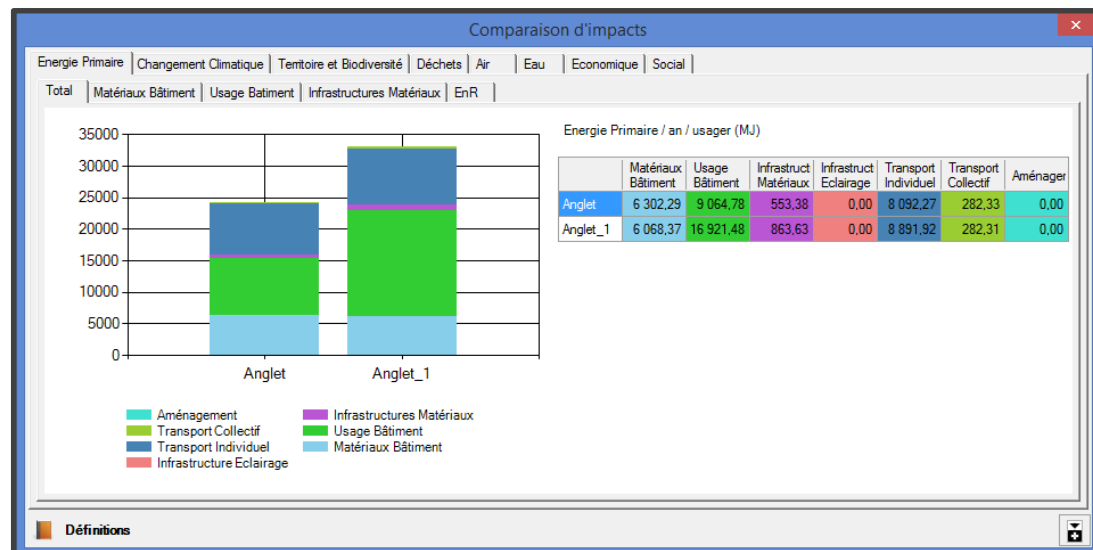 Comparaison d'impacts
Energie Primaire Changement Climatique Territoire et Biodiversité Déchets Air Eau Economique Social
Total Matériaux Bâtiment Usage Batiment Infrastructures Matériaux EnR
35000
30000
25000
20000
15000
10000
5000
0
Anglet Anglet_1
Aménagement
Transport Collectif
Transport Individuel
Infrastructure Eclairage
Infrastructures Matériaux
Usage Bâtiment
Matériaux Bâtiment
Energie Primaire / an / usager (MJ)
Matériaux Usage Infrastruct Infrastruct Transport Transport Aménager
Bâtiment Bâtiment Matériaux Eclairage Individuel Collectif
Anglet 6 302,29 9 064,78 553,38 0,00 8 092,27 282,33 0,00
Anglet_1 6 068,37 16 921,48 863,63 0,00 8 891,92 282,31 0,00
Définitions